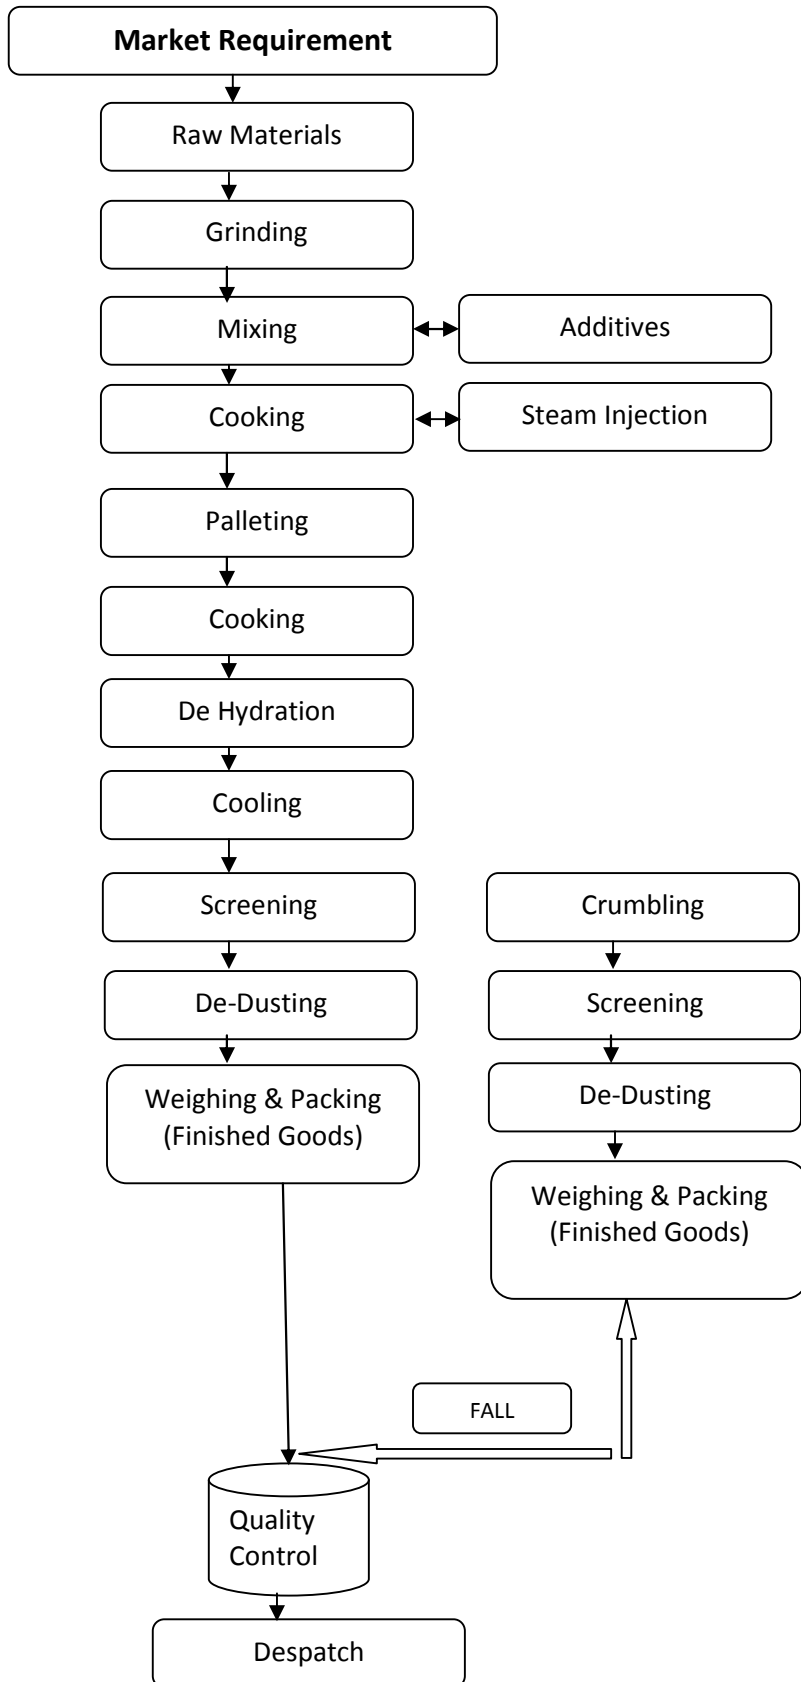 Market Requirement
Raw Materials
Grinding
Mixing
Additives
Cooking
Steam Injection
Palleting
Cooking
De Hydration
Cooling
Screening
De-Dusting
Weighing & Packing
(Finished Goods)
Crumbling
Screening
De-Dusting
Weighing & Packing
(Finished Goods)
FALL
Quality
Control
Despatch